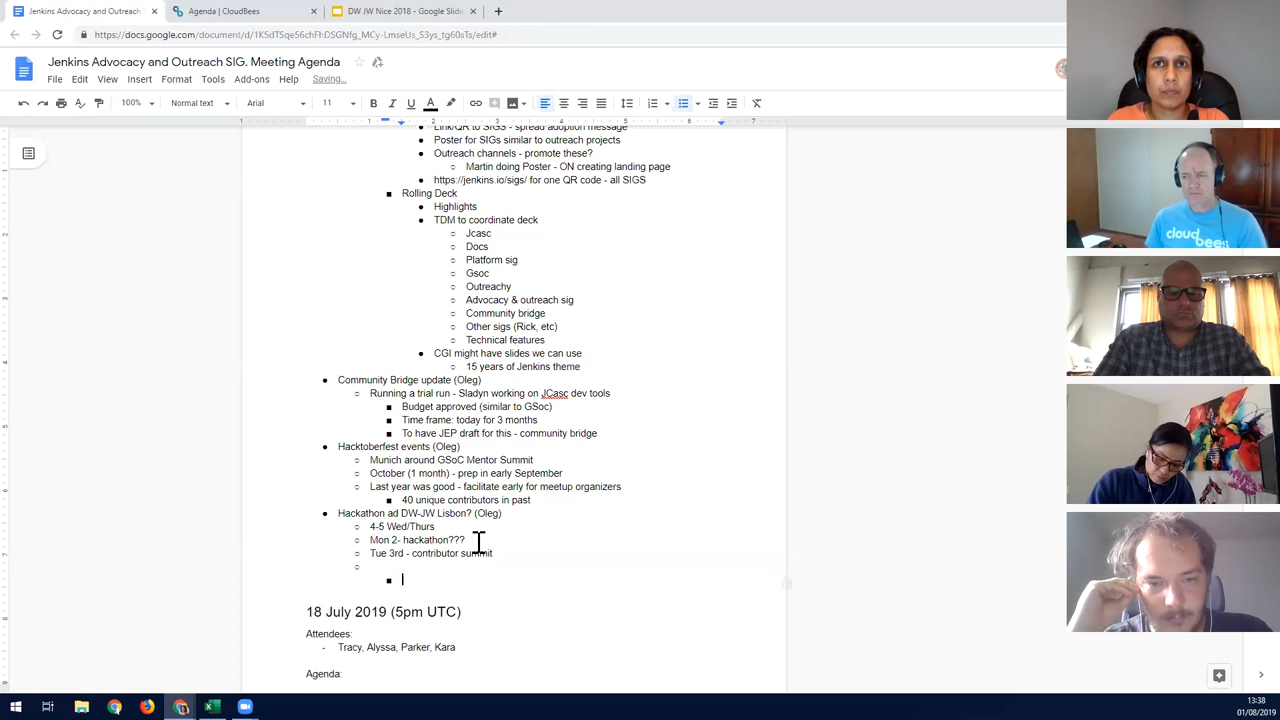 Jenkins Advocacy and Outreach
Agenda | CloudBees
DW JW Nice 2018 - Google Slide
Jenkins Advocacy and Outreach SIG. Meeting Agenda
File Edit View Insert Format Tools Add-ons Help Saving...
100% Normal text Arial 11
Link/QR to SIGS - spread adoption message
Poster for SIGs similar to outreach projects
Outreach channels - promote these?
Martin doing Poster - ON creating landing page
https://jenkins.io/sigs/ for one QR code - all SIGS
Rolling Deck
Highlights
TDM to coordinate deck
Jcasc
Docs
Platform sig
Gsoc
Outreachy
Advocacy & outreach sig
Community bridge
Other sigs (Rick, etc)
Technical features
CGI might have slides we can use
15 years of Jenkins theme
Community Bridge update (Oleg)
Running a trial run - Sladyn working on JCasc dev tools
Budget approved (similar to GSoc)
Time frame: today for 3 months
To have JEP draft for this - community bridge
Hacktoberfest events (Oleg)
Munich around GSoC Mentor Summit
October (1 month) - prep in early September
Last year was good - facilitate early for meetup organizers
40 unique contributors in past
Hackathon ad DW-JW Lisbon? (Oleg)
4-5 Wed/Thurs
Mon 2- hackathon???
Tue 3rd - contributor summit
18 July 2019 (5pm UTC)
Attendees:
- Tracy, Alyssa, Parker, Kara
Agenda:
cloud
bees
13:38
01/08/2019